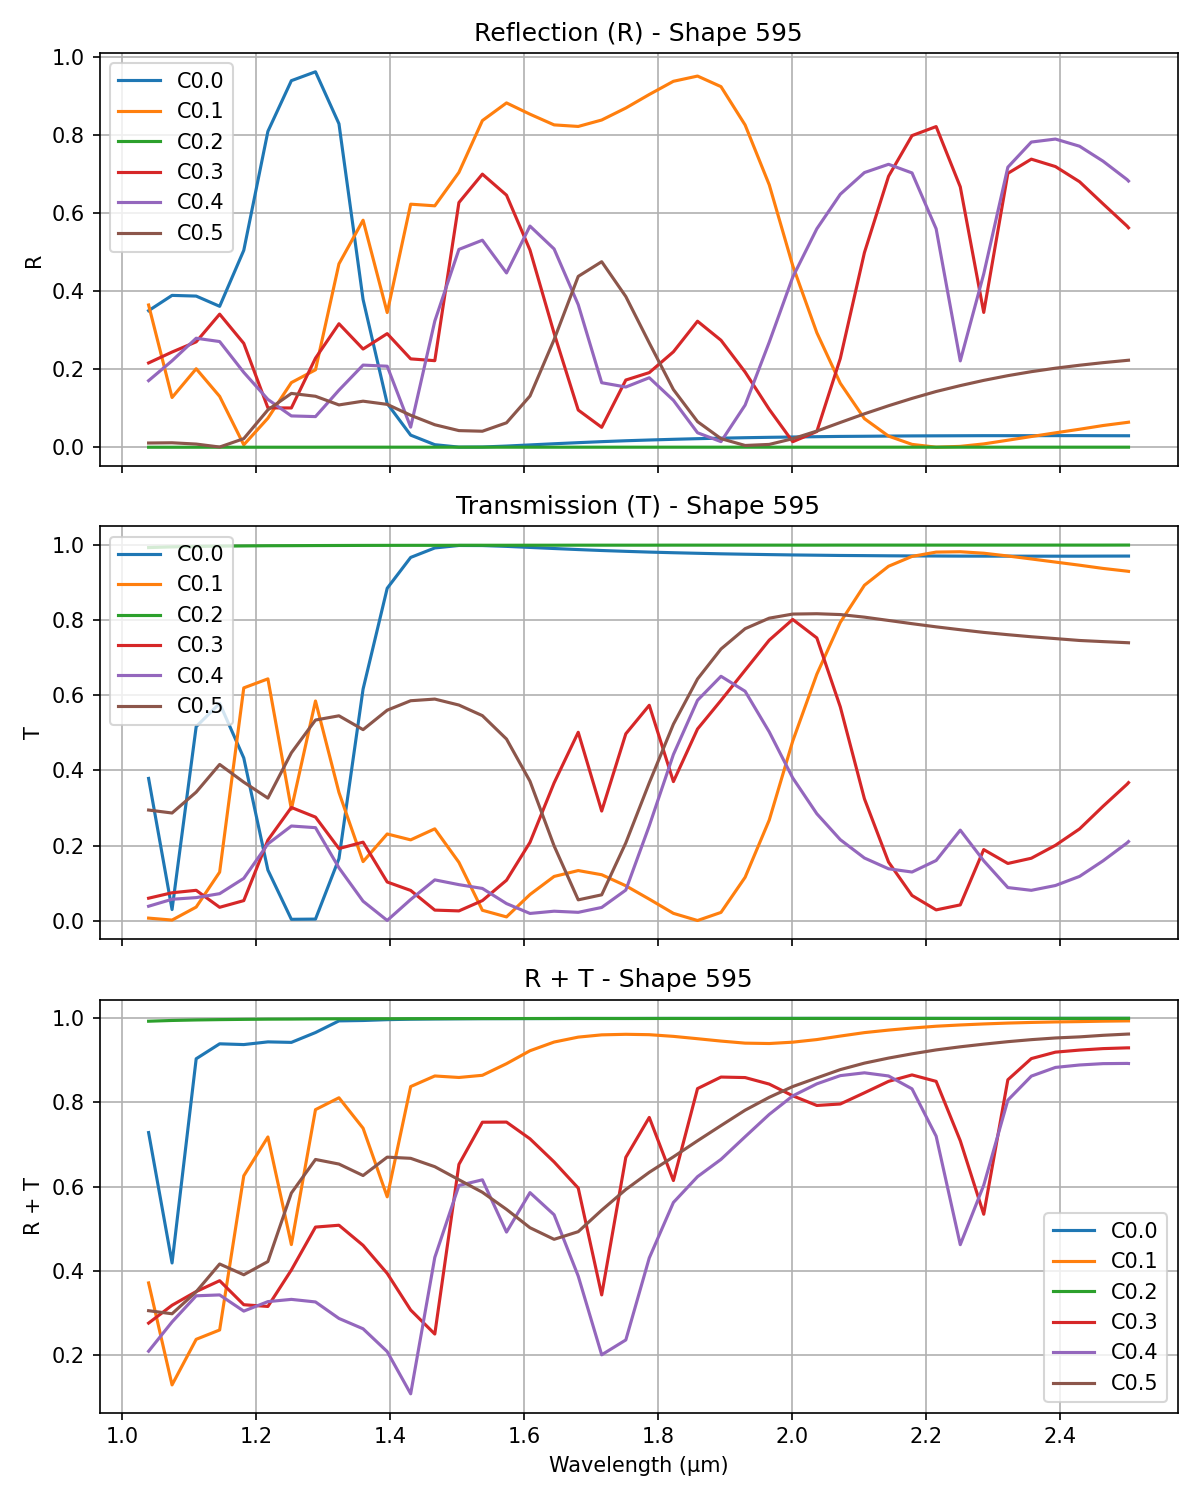 Reflection (R) - Shape 595
1.0
0.8
0.6
0.4
0.2
0.0
R
C0.0
C0.1
C0.2
C0.3
C0.4
C0.5
Transmission (T) - Shape 595
1.0
0.8
0.6
0.4
0.2
0.0
T
C0.0
C0.1
C0.2
C0.3
C0.4
C0.5
R + T - Shape 595
1.0
0.8
0.6
0.4
0.2
R + T
C0.0
C0.1
C0.2
C0.3
C0.4
C0.5
1.0 1.2 1.4 1.6 1.8 2.0 2.2 2.4
Wavelength (μm)